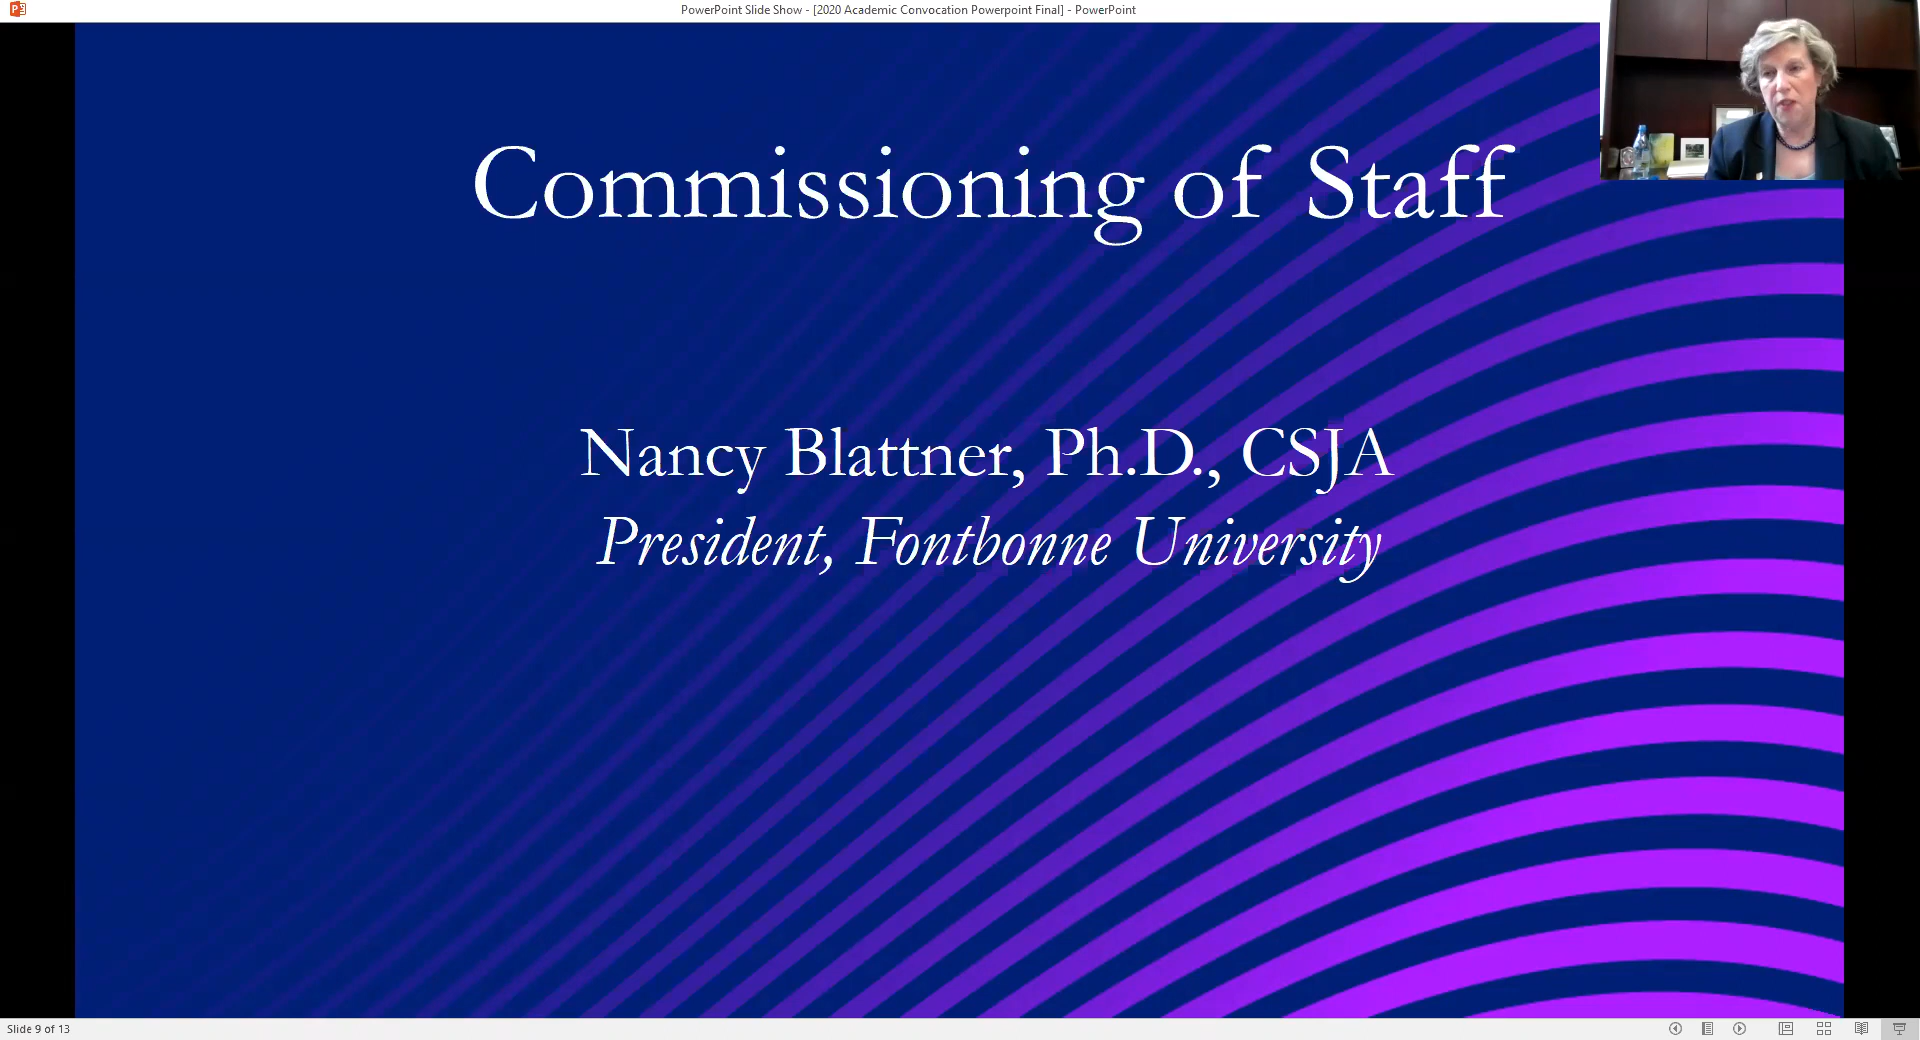 PowerPoint Slide Show - [2020 Academic Convocation Powerpoint Final] - PowerPoint
Commissioning of Staff
Nancy Blattner, Ph.D., CSJA
President, Fontbonne University
Slide 9 of 13